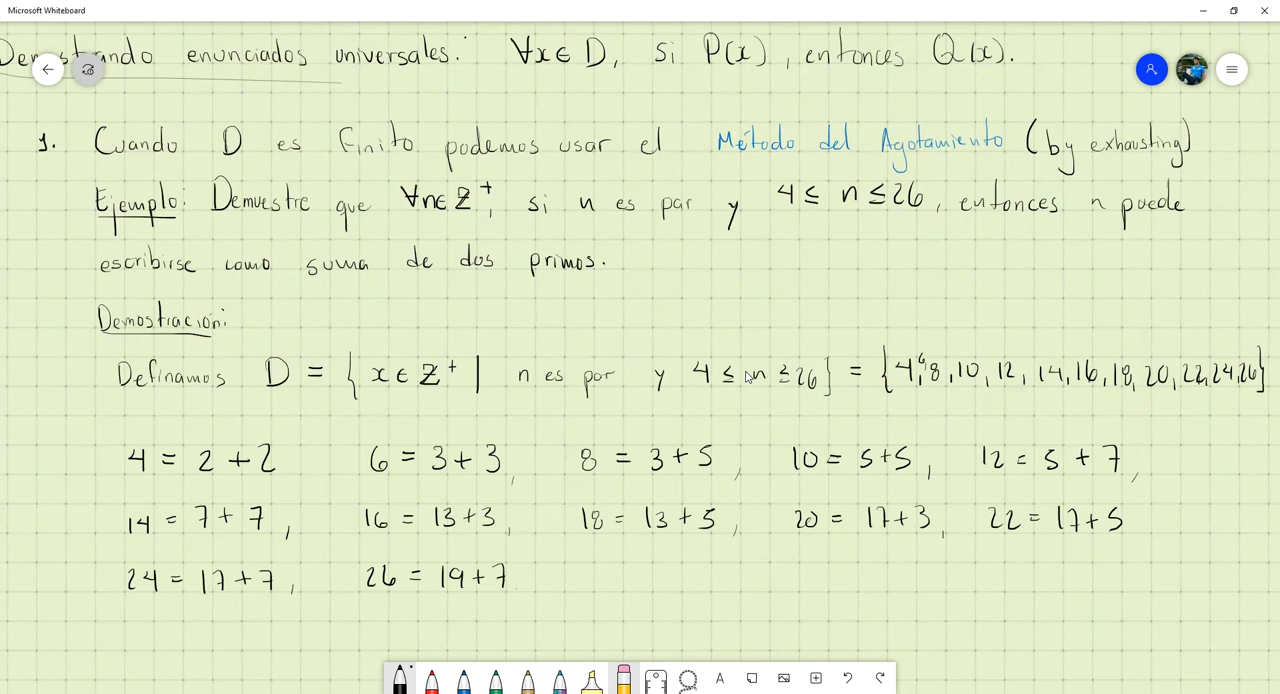 Microsoft Whiteboard
Demostrando enunciados universales: ∀x∈ D, si P(x), entonces Q(x).
1. Cuando D es finito podemos usar el Método del Agotamiento (by exhausting)
Ejemplo: Demuestre que ∀n∈ Z⁺, si n es par y 4 ≤ n ≤ 26, entonces n puede
escribirse como suma de dos primos.
Demostración:
Definamos D = { x ∈ Z⁺ | n es par y 4 ≤ n ≤ 26} = {4, 6, 8, 10, 12, 14, 16, 18, 20, 22, 24, 26}
4 = 2 + 2 6 = 3 + 3, 8 = 3 + 5, 10 = 5+5, 12 = 5 + 7,
14 = 7 + 7, 16 = 13 + 3, 18 = 13 + 5, 20 = 17 + 3, 22 = 17 + 5
24 = 17 + 7, 26 = 19 + 7.
A